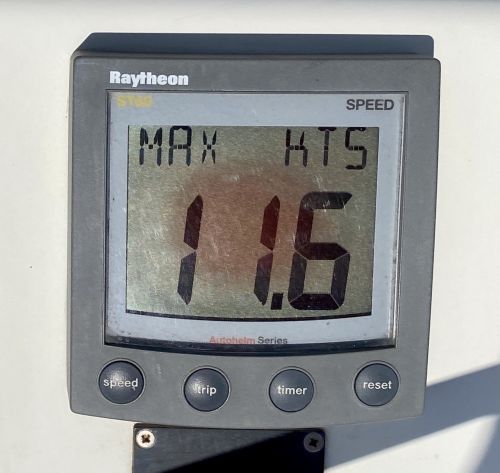 Raytheon
ST60 SPEED
MAX KTS
11.6
Autohelm Series
speed trip timer reset